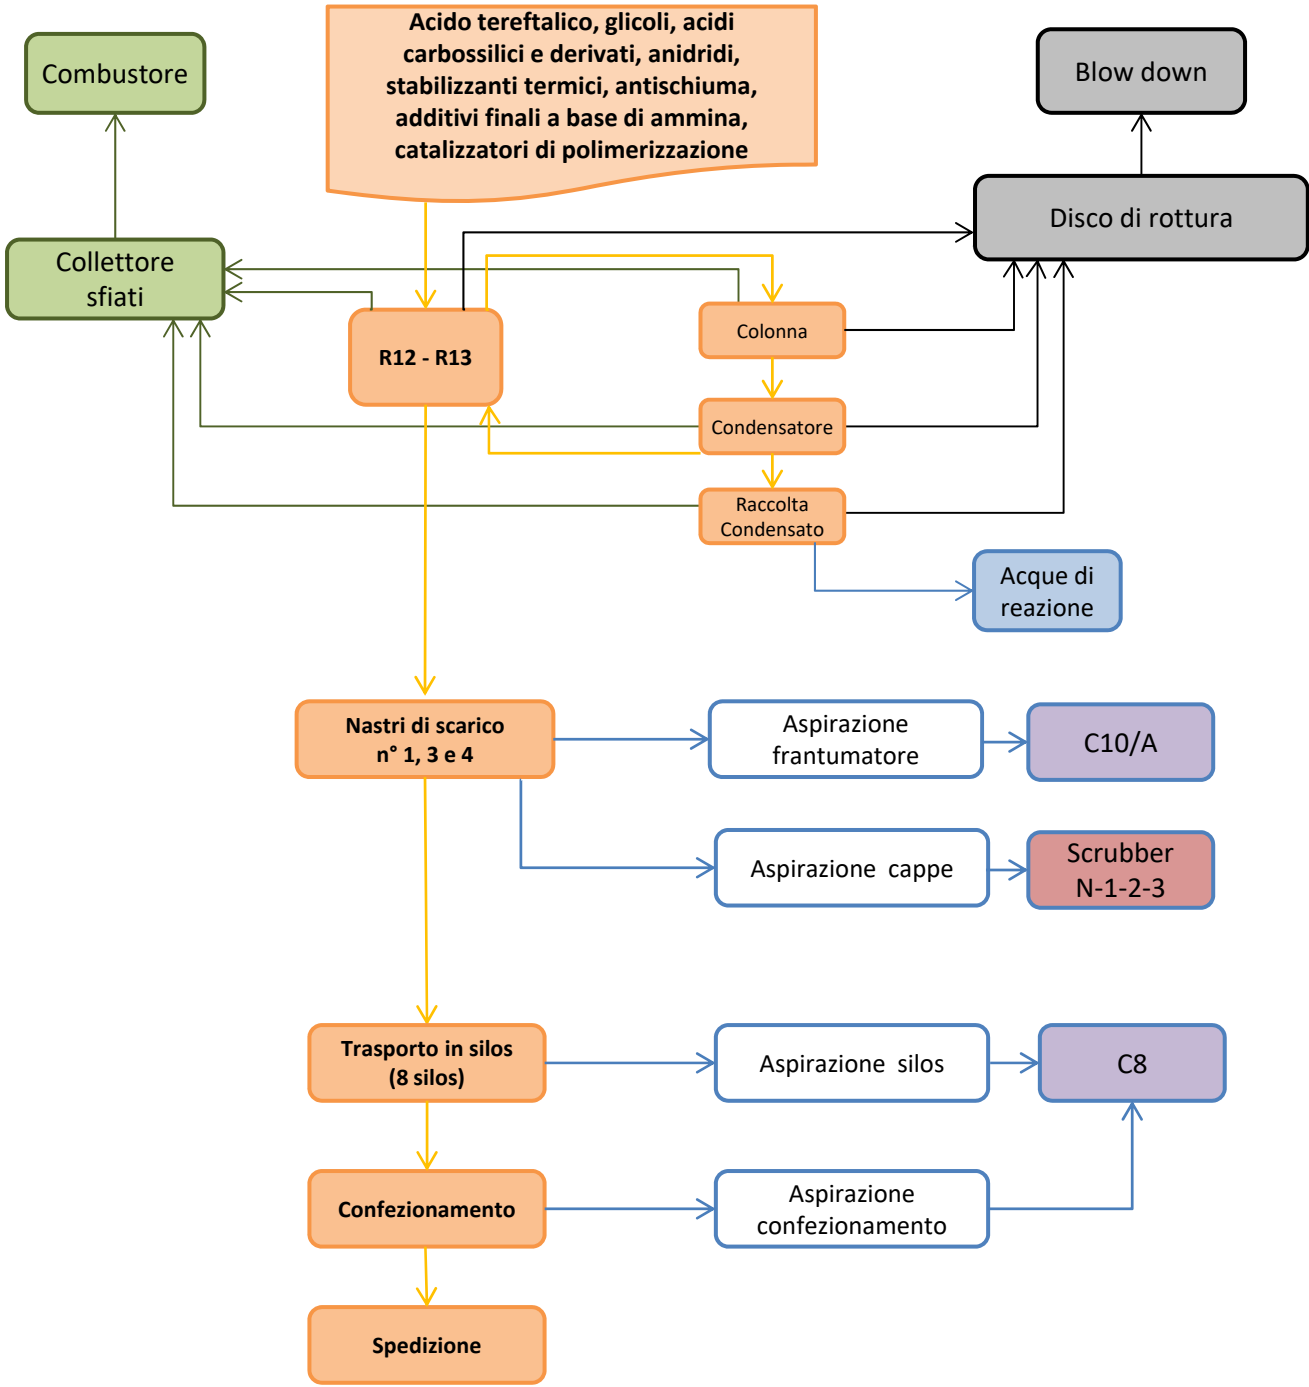 Acido tereftalico, glicoli, acidi
carbossilici e derivati, anidridi,
stabilizzanti termici, antischiuma,
additivi finali a base di ammina,
catalizzatori di polimerizzazione
Combustore
Blow down
Disco di rottura
Collettore
sfiati
R12 - R13
Colonna
Condensatore
Raccolta
Condensato
Acque di
reazione
Nastri di scarico
n° 1, 3 e 4
Aspirazione
frantumatore
C10/A
Aspirazione cappe
Scrubber
N-1-2-3
Trasporto in silos
(8 silos)
Aspirazione silos
C8
Confezionamento
Aspirazione
confezionamento
Spedizione